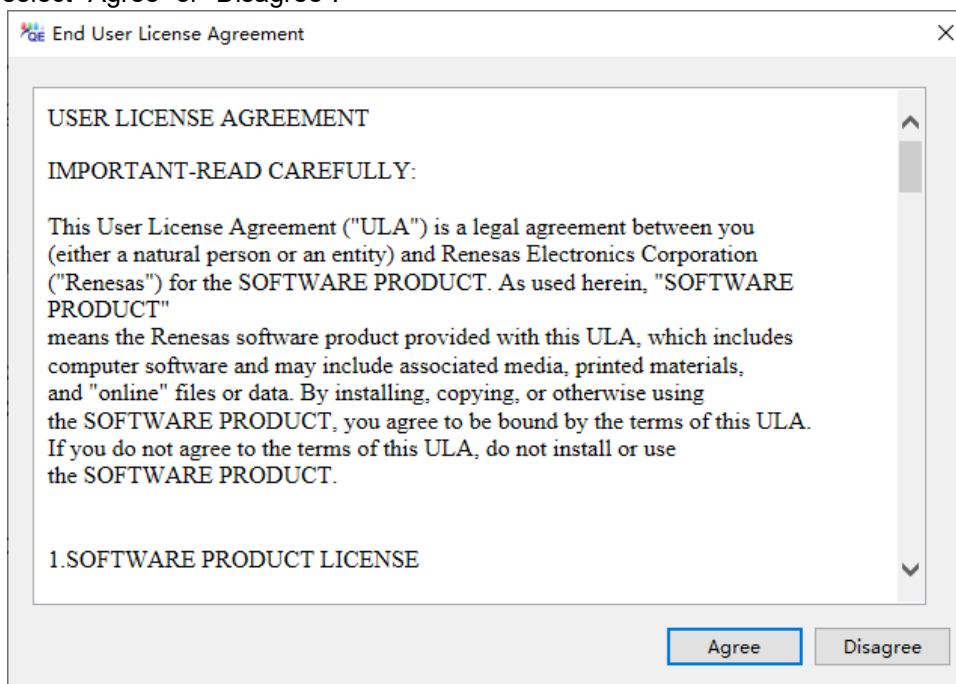 select "Agree" or "Disagree".
QE End User License Agreement
USER LICENSE AGREEMENT
IMPORTANT-READ CAREFULLY:
This User License Agreement ("ULA") is a legal agreement between you
(either a natural person or an entity) and Renesas Electronics Corporation
("Renesas") for the SOFTWARE PRODUCT. As used herein, "SOFTWARE
PRODUCT"
means the Renesas software product provided with this ULA, which includes
computer software and may include associated media, printed materials,
and "online" files or data. By installing, copying, or otherwise using
the SOFTWARE PRODUCT, you agree to be bound by the terms of this ULA.
If you do not agree to the terms of this ULA, do not install or use
the SOFTWARE PRODUCT.
1.SOFTWARE PRODUCT LICENSE
Agree Disagree